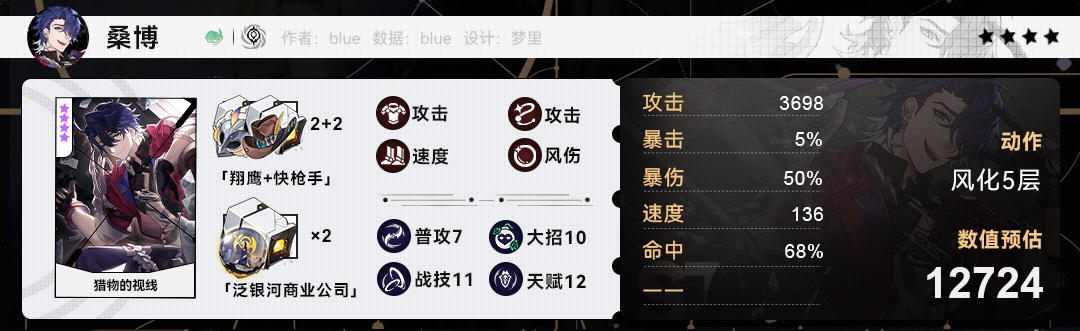 桑博
作者：blue 数据：blue 设计：梦里
猎物的视线
2+2
「翔鹰+快枪手」
×2
「泛银河商业公司」
攻击 攻击
速度 风伤
普攻7 大招10
战技11 天赋12
攻击 3698
暴击 5%
暴伤 50%
速度 136
命中 68%
一一
动作
风化5层
数值预估
12724